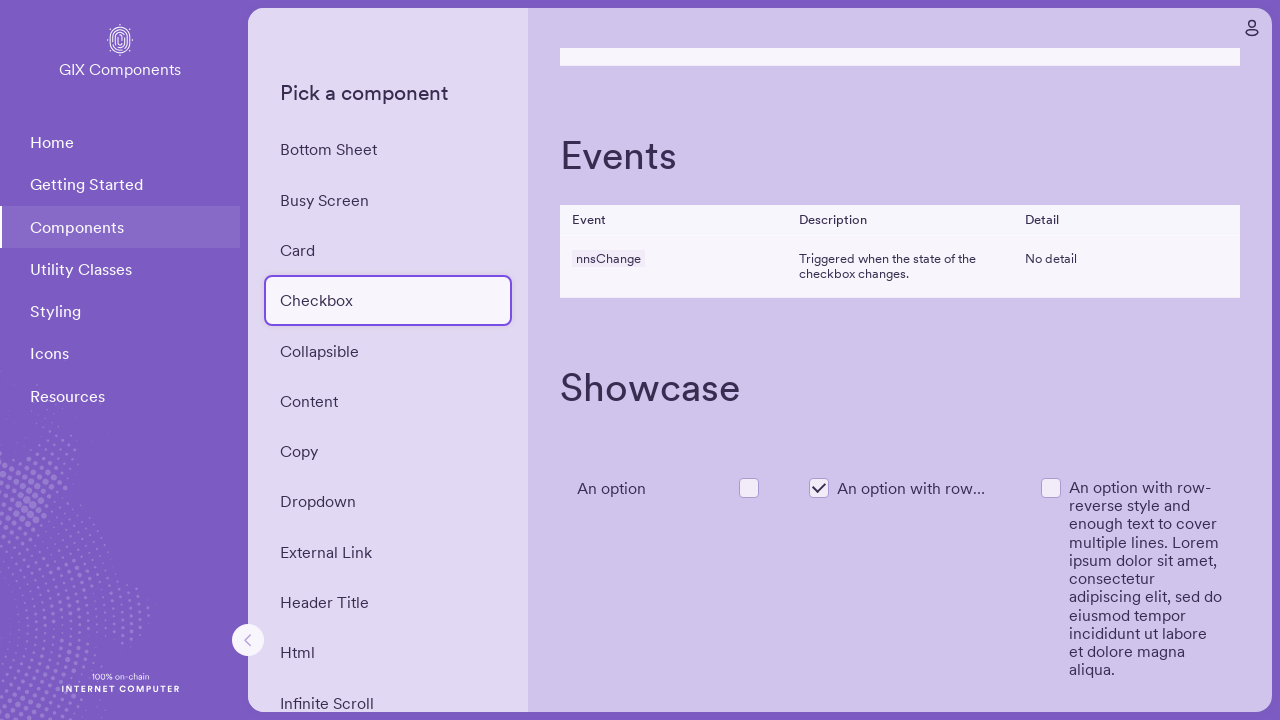 GIX Components
Home
Getting Started
Components
Utility Classes
Styling
Icons
Resources
100% on-chain
INTERNET COMPUTER
Pick a component
Bottom Sheet
Busy Screen
Card
Checkbox
Collapsible
Content
Copy
Dropdown
External Link
Header Title
Html
Infinite Scroll
Events
Event Description Detail
nnsChange Triggered when the state of the No detail
checkbox changes.
Showcase
An option
An option with row...
An option with row-
reverse style and
enough text to cover
multiple lines. Lorem
ipsum dolor sit amet,
consectetur
adipiscing elit, sed do
eiusmod tempor
incididunt ut labore
et dolore magna
aliqua.